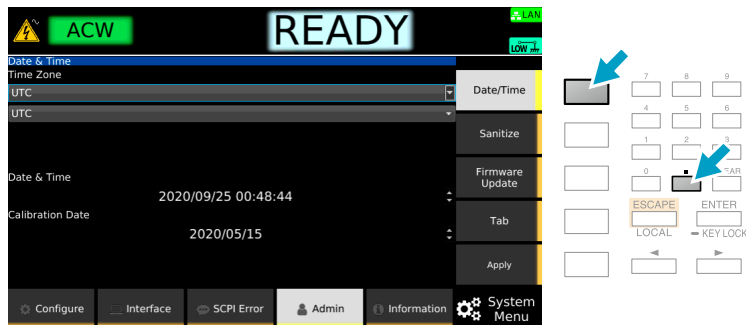 ACW
READY
LAN
LOW
Date & Time
Time Zone
UTC
UTC
Date & Time
2020/09/25 00:48:44
Calibration Date
2020/05/15
Date/Time
Sanitize
Firmware
Update
Tab
Apply
Configure
Interface
SCPI Error
Admin
Information
System
Menu
7 8 9
4 5 6
1 2 3
0
ESCAPE ENTER
LOCAL KEY LOCK